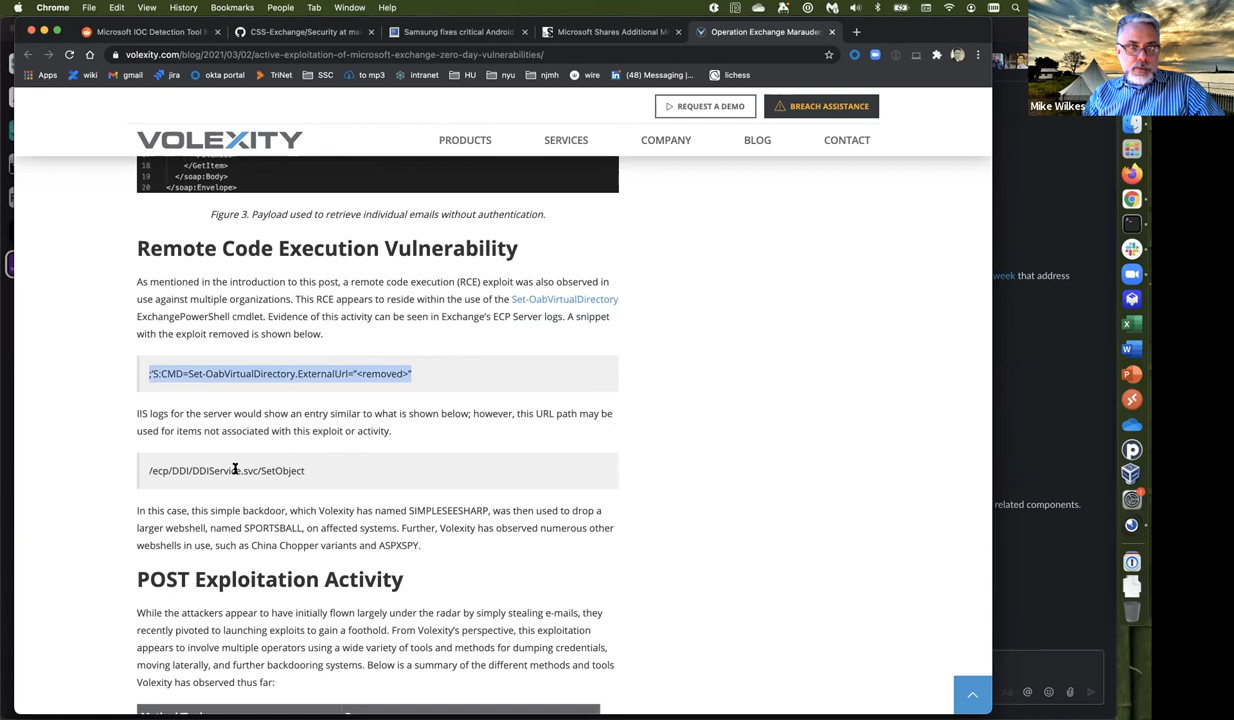 Chrome File Edit View History Bookmarks People Tab Window Help
Microsoft IOC Detection Tool f
CSS-Exchange/Security at ma
Samsung fixes critical Android
Microsoft Shares Additional Mi
Operation Exchange Marauder
volexity.com/blog/2021/03/02/active-exploitation-of-microsoft-exchange-zero-day-vulnerabilities/
Apps wiki gmail jira okta portal TriNet SSC to mp3 intranet HU nyu njmh wire (48) Messaging |... lichess
Mike Wilkes
REQUEST A DEMO
BREACH ASSISTANCE
VOLEXITY
PRODUCTS SERVICES COMPANY BLOG CONTACT
18 </GetItem>
19 </soap:Body>
20 </soap:Envelope>
Figure 3. Payload used to retrieve individual emails without authentication.
Remote Code Execution Vulnerability
As mentioned in the introduction to this post, a remote code execution (RCE) exploit was also observed in
use against multiple organizations. This RCE appears to reside within the use of the Set-OabVirtualDirectory
ExchangePowerShell cmdlet. Evidence of this activity can be seen in Exchange's ECP Server logs. A snippet
with the exploit removed is shown below.
;'S:CMD=Set-OabVirtualDirectory.ExternalUrl="<removed>"
IIS logs for the server would show an entry similar to what is shown below; however, this URL path may be
used for items not associated with this exploit or activity.
/ecp/DDI/DDIService.svc/SetObject
In this case, this simple backdoor, which Volexity has named SIMPLESEESHARP, was then used to drop a
larger webshell, named SPORTSBALL, on affected systems. Further, Volexity has observed numerous other
webshells in use, such as China Chopper variants and ASPXSPY.
POST Exploitation Activity
While the attackers appear to have initially flown largely under the radar by simply stealing e-mails, they
recently pivoted to launching exploits to gain a foothold. From Volexity's perspective, this exploitation
appears to involve multiple operators using a wide variety of tools and methods for dumping credentials,
moving laterally, and further backdooring systems. Below is a summary of the different methods and tools
Volexity has observed thus far:
week that address
related components.
Aa